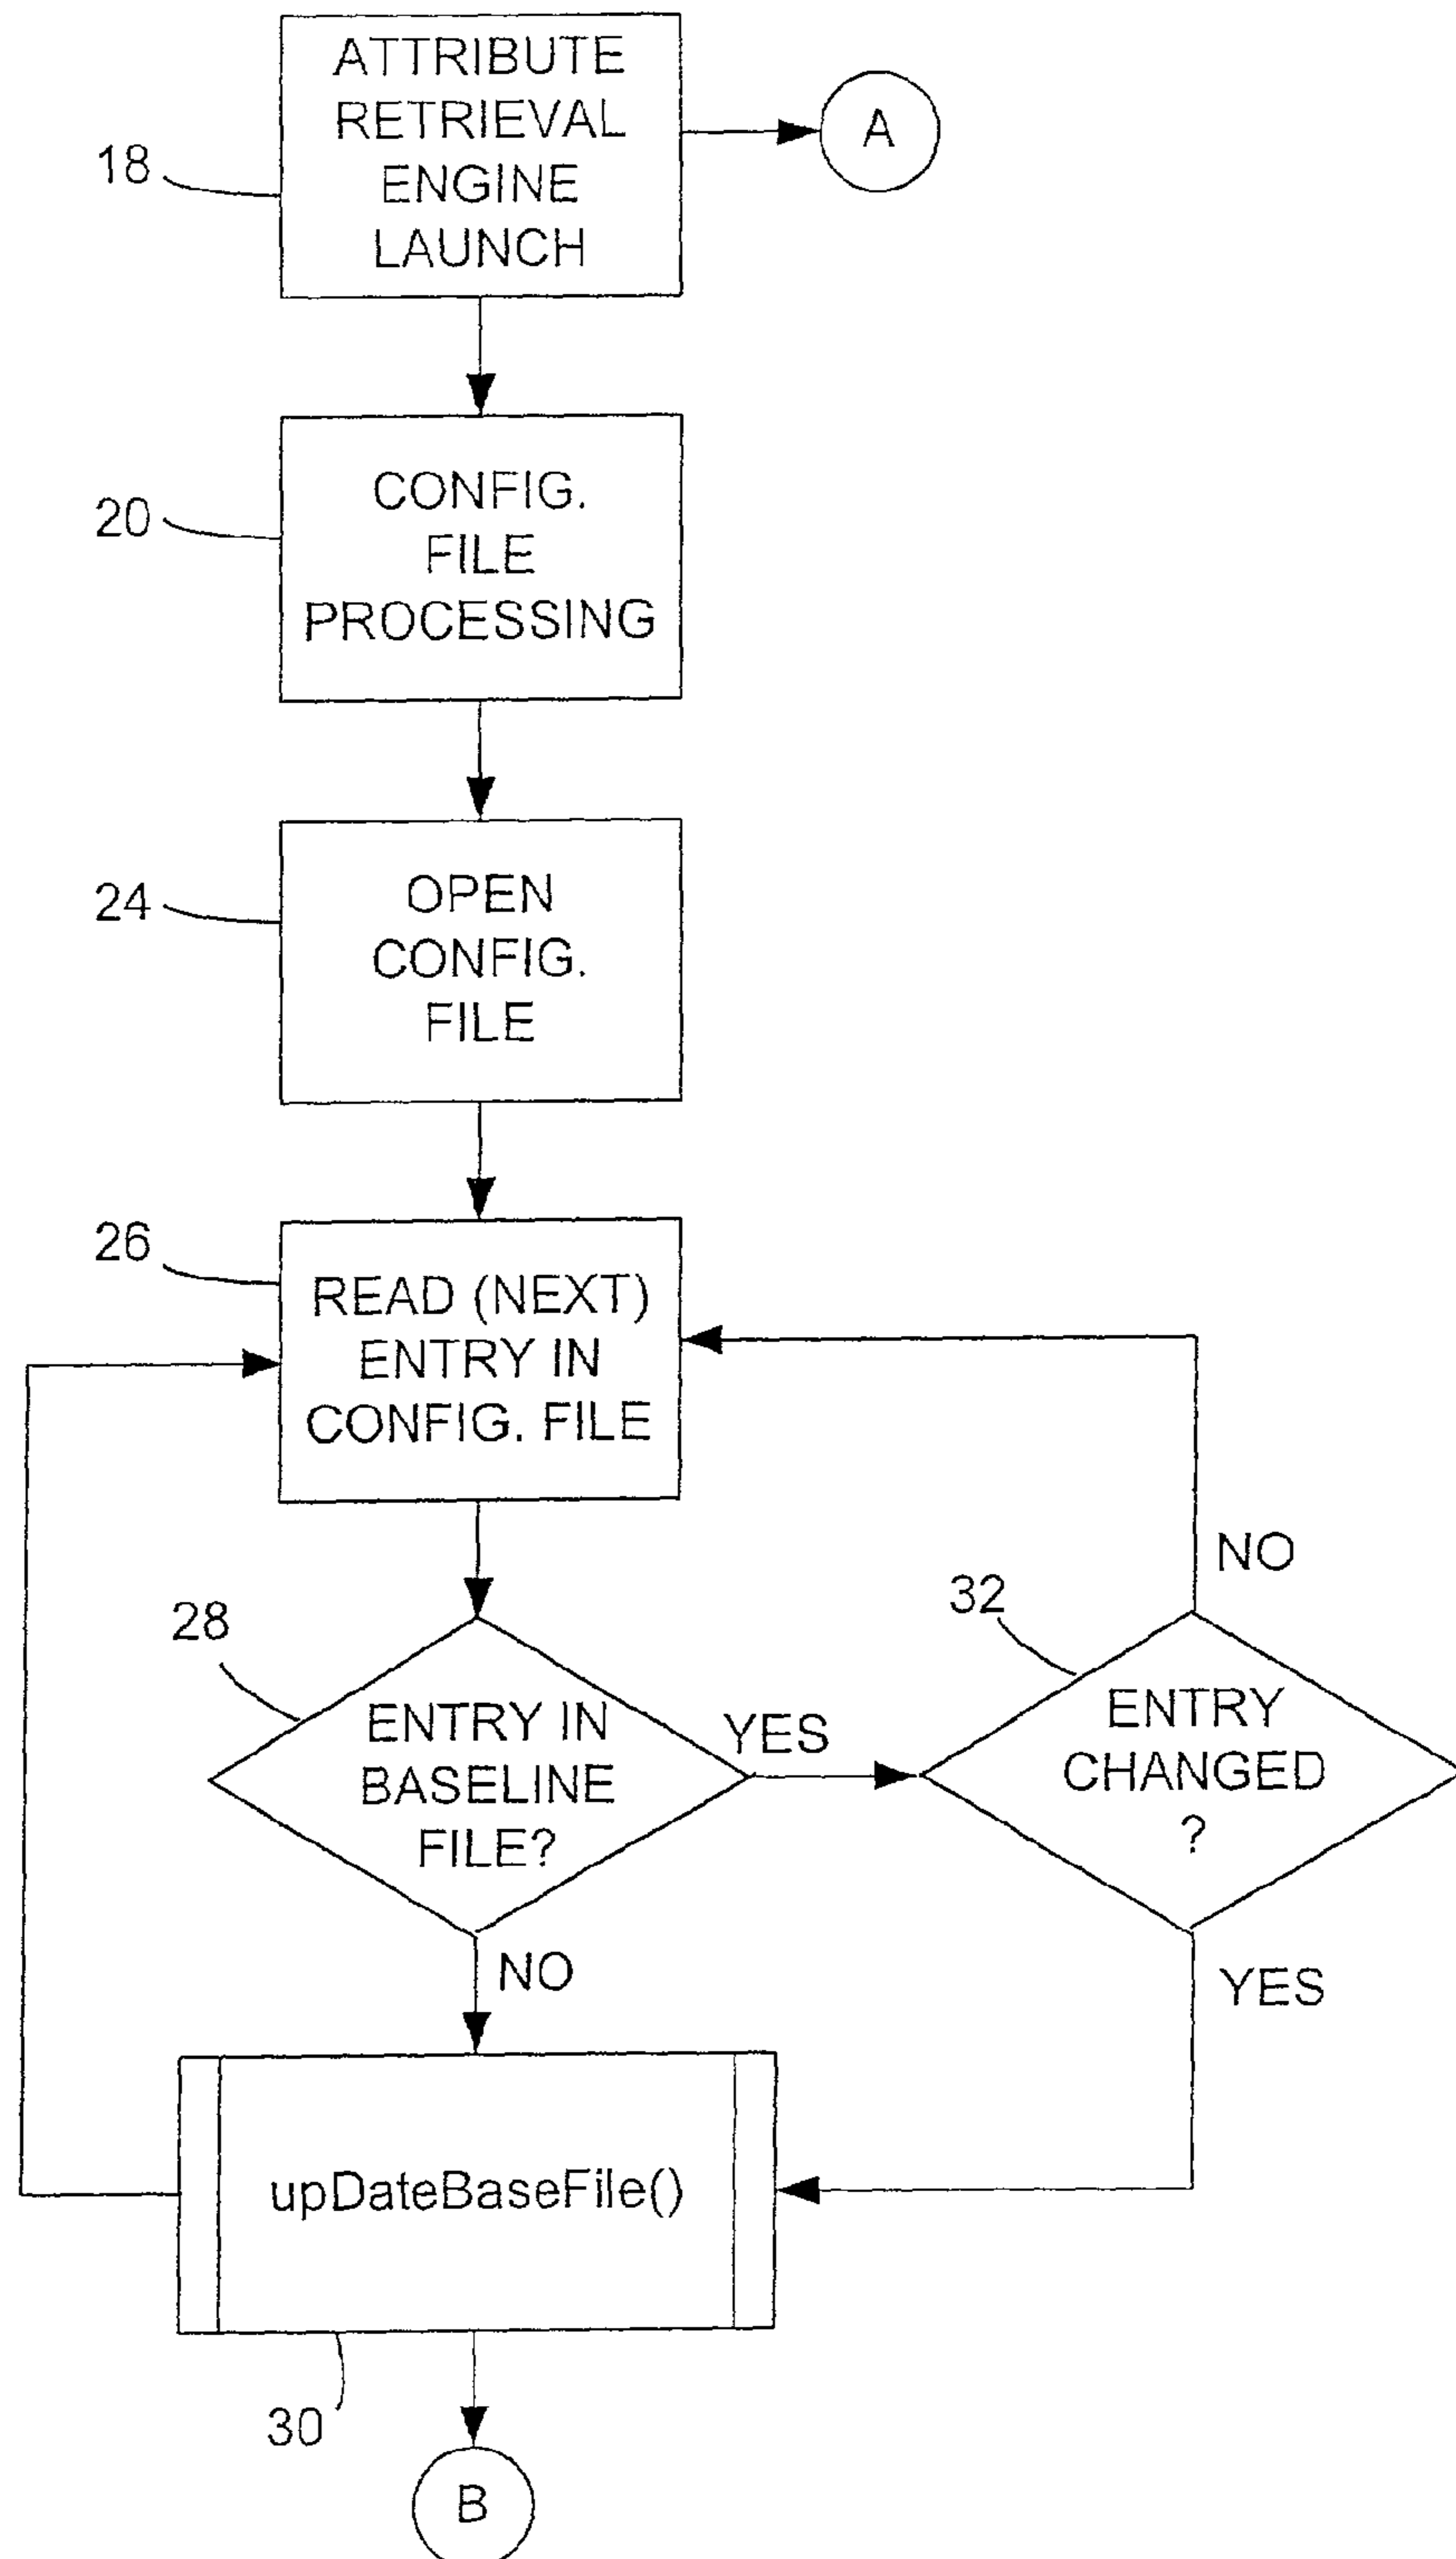 ATTRIBUTE
RETRIEVAL
ENGINE
LAUNCH
A
18
CONFIG.
FILE
PROCESSING
20
OPEN
CONFIG.
FILE
24
26
READ (NEXT)
ENTRY IN
CONFIG. FILE
NO
28
32
ENTRY IN
BASELINE
FILE?
YES
ENTRY
CHANGED
?
NO
YES
upDateBaseFile()
30
B